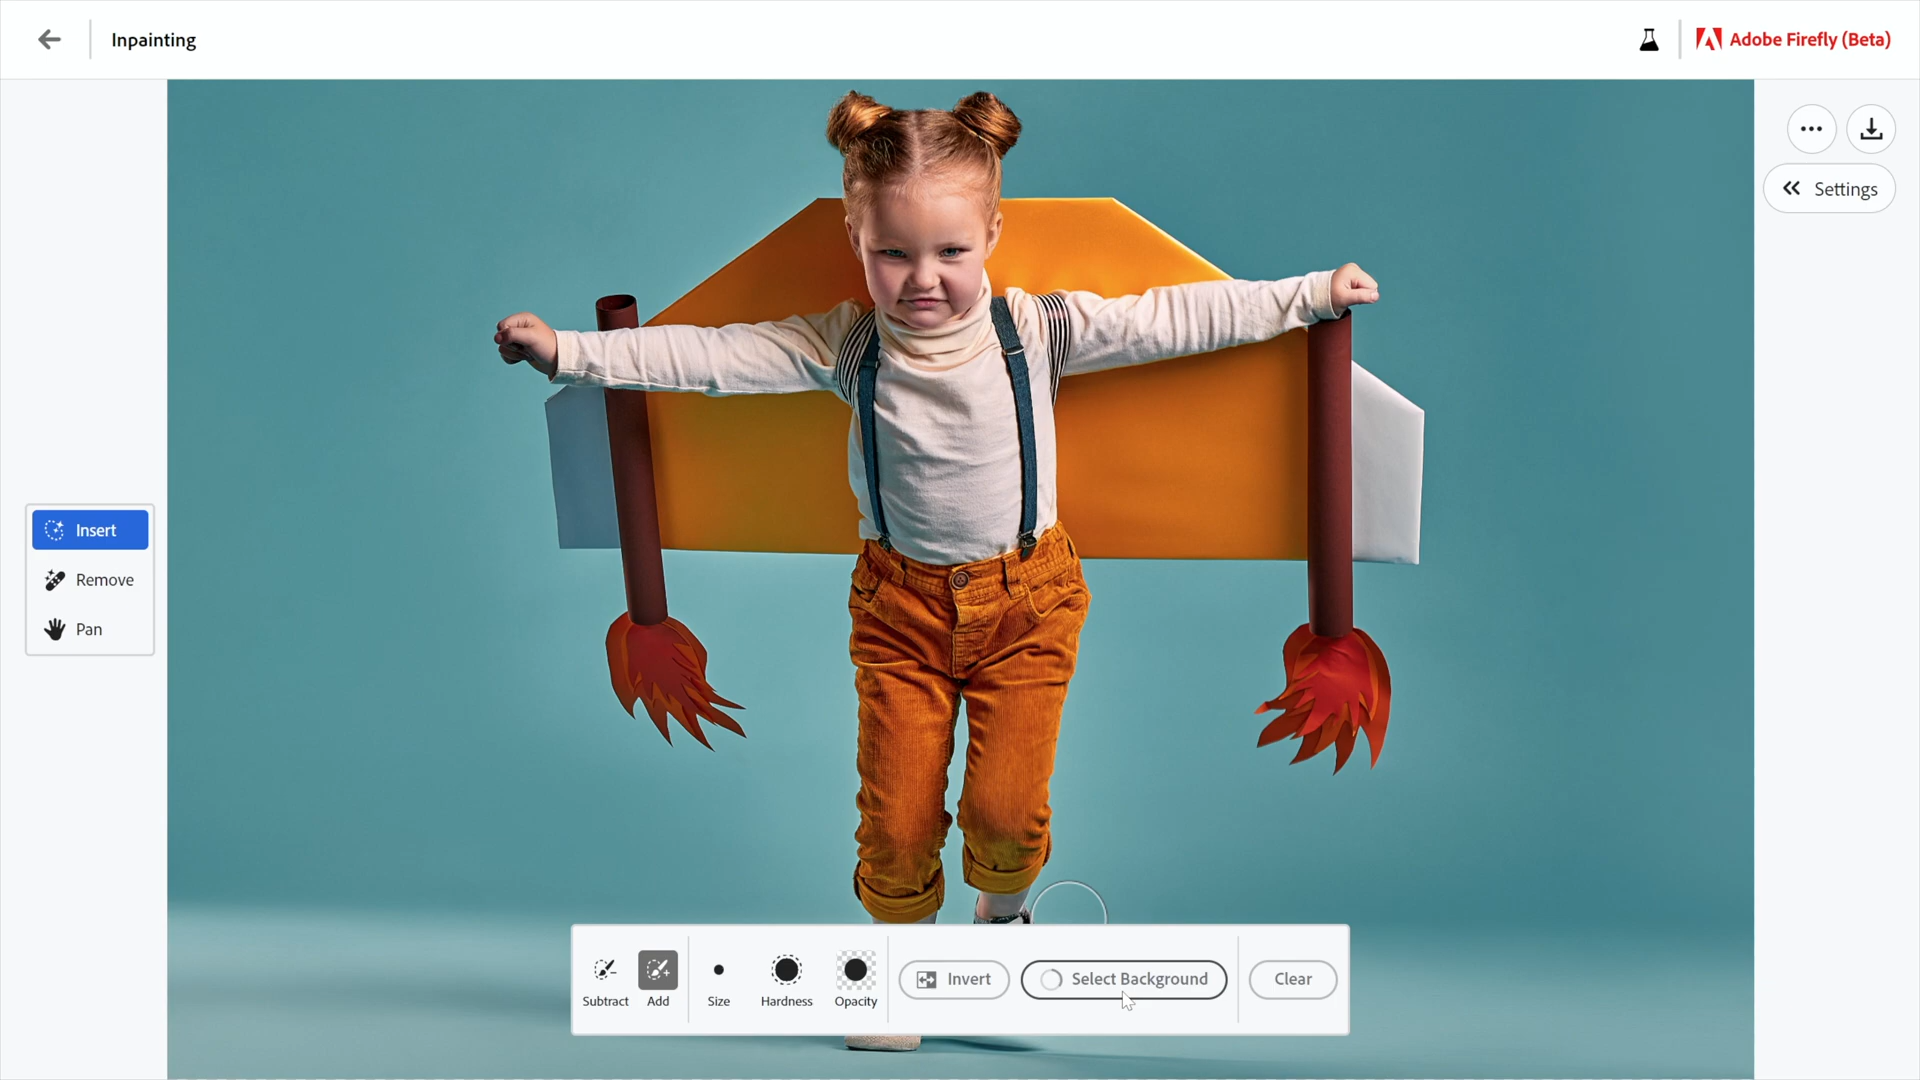 Inpainting
Adobe Firefly (Beta)
Settings
Insert
Remove
Pan
Subtract
Add
Size
Hardness
Opacity
Invert
Select Background
Clear